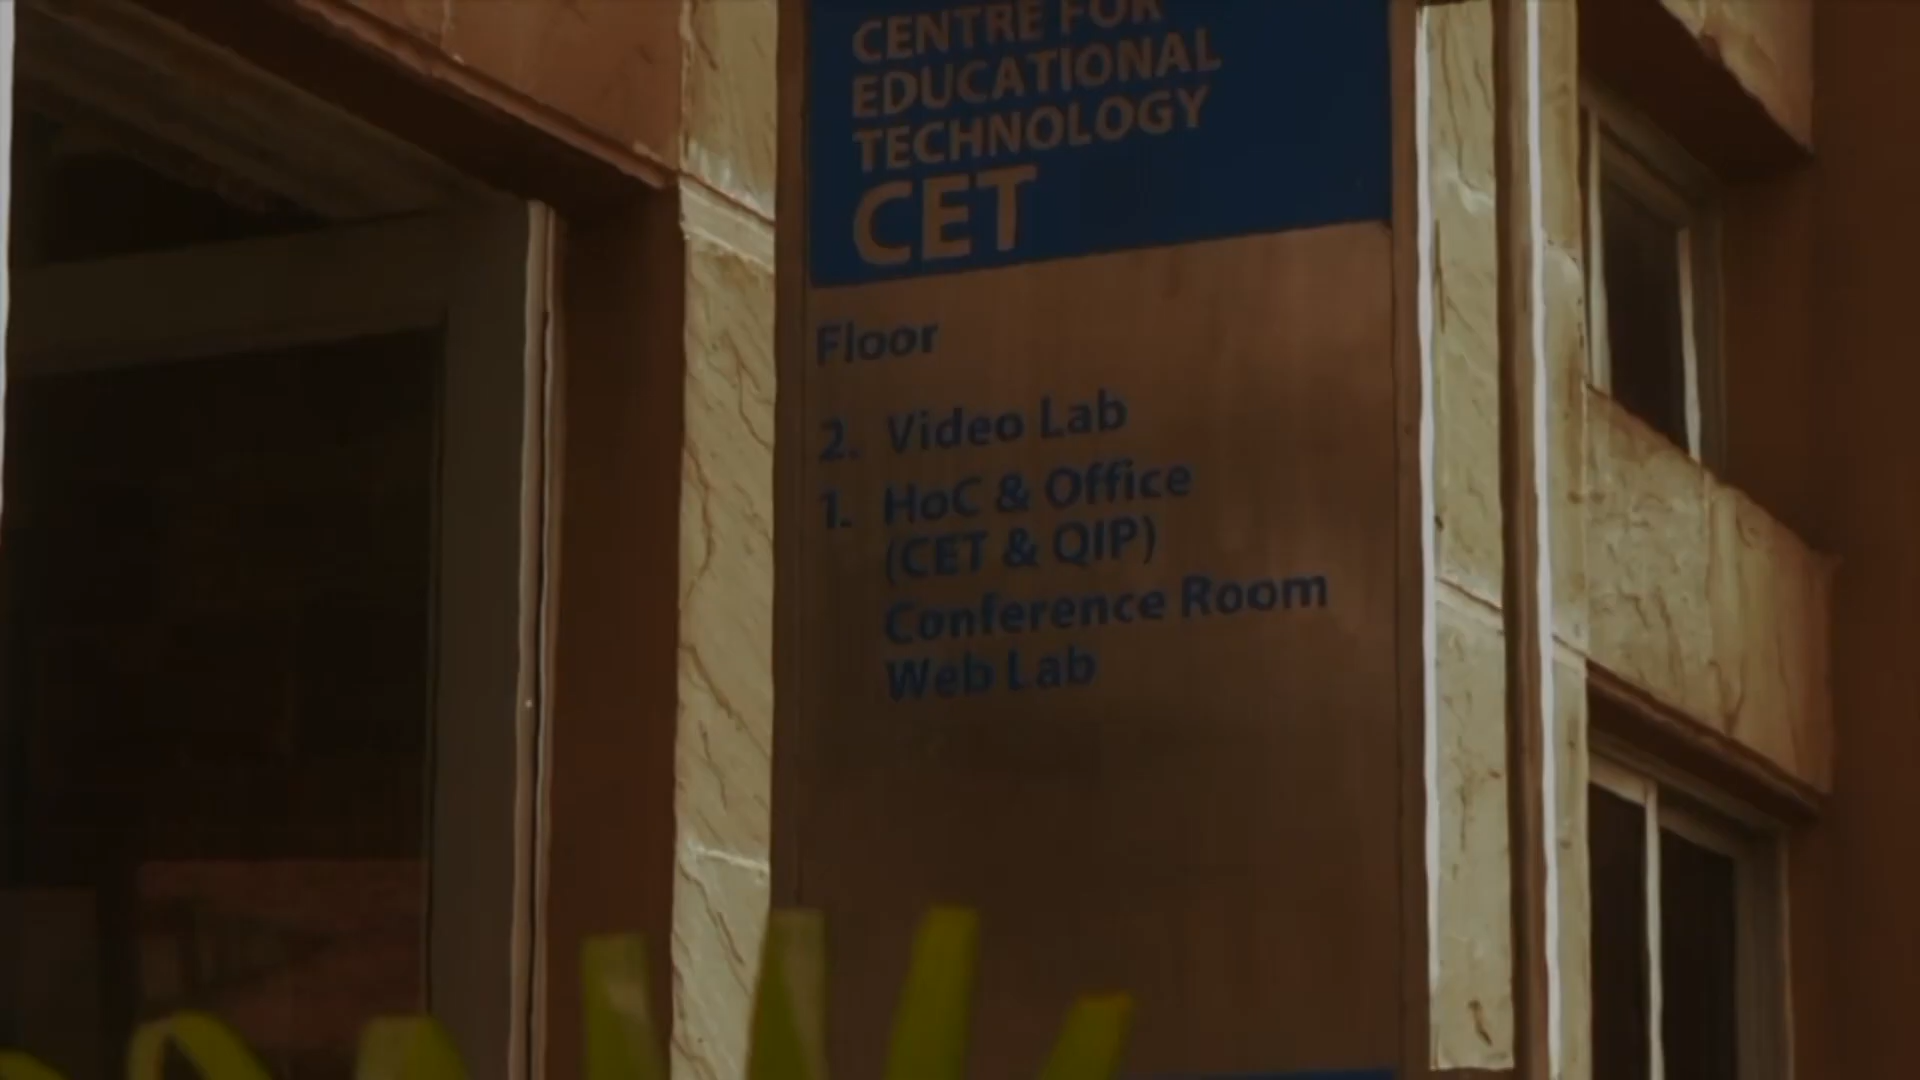 CENTRE FOR
EDUCATIONAL
TECHNOLOGY
CET
Floor
2. Video Lab
1. HoC & Office
(CET & QIP)
Conference Room
Web Lab